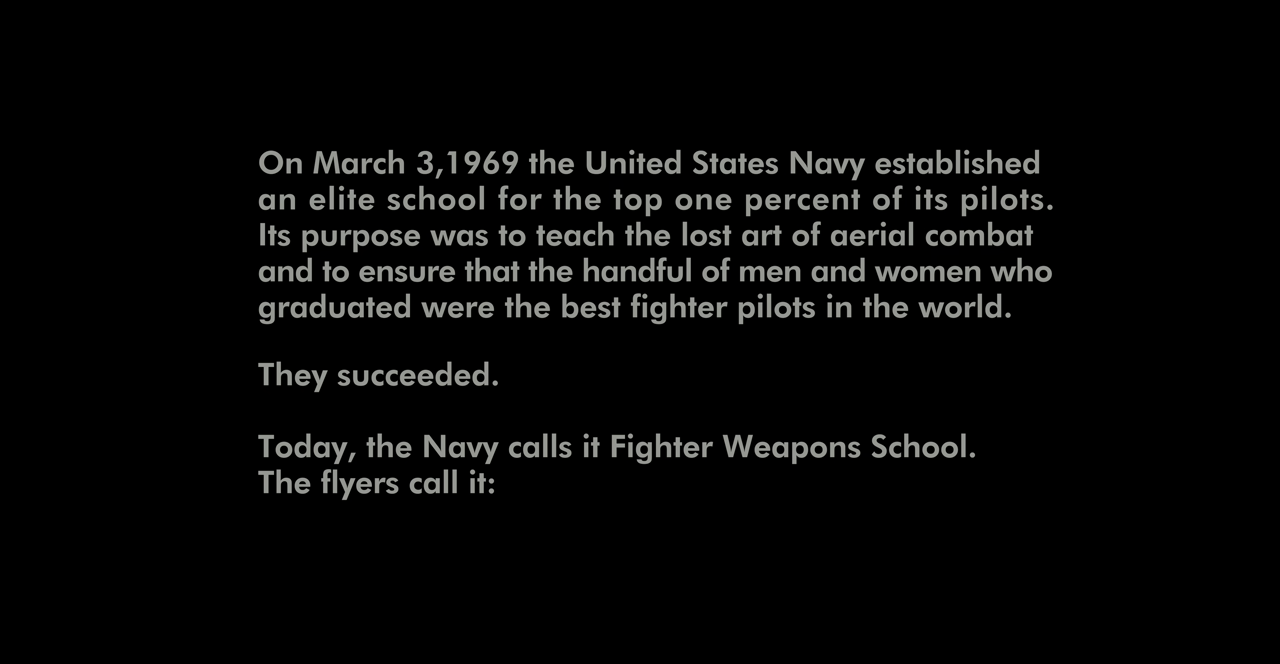 On March 3,1969 the United States Navy established
an elite school for the top one percent of its pilots.
Its purpose was to teach the lost art of aerial combat
and to ensure that the handful of men and women who
graduated were the best fighter pilots in the world.
They succeeded.
Today, the Navy calls it Fighter Weapons School.
The flyers call it: